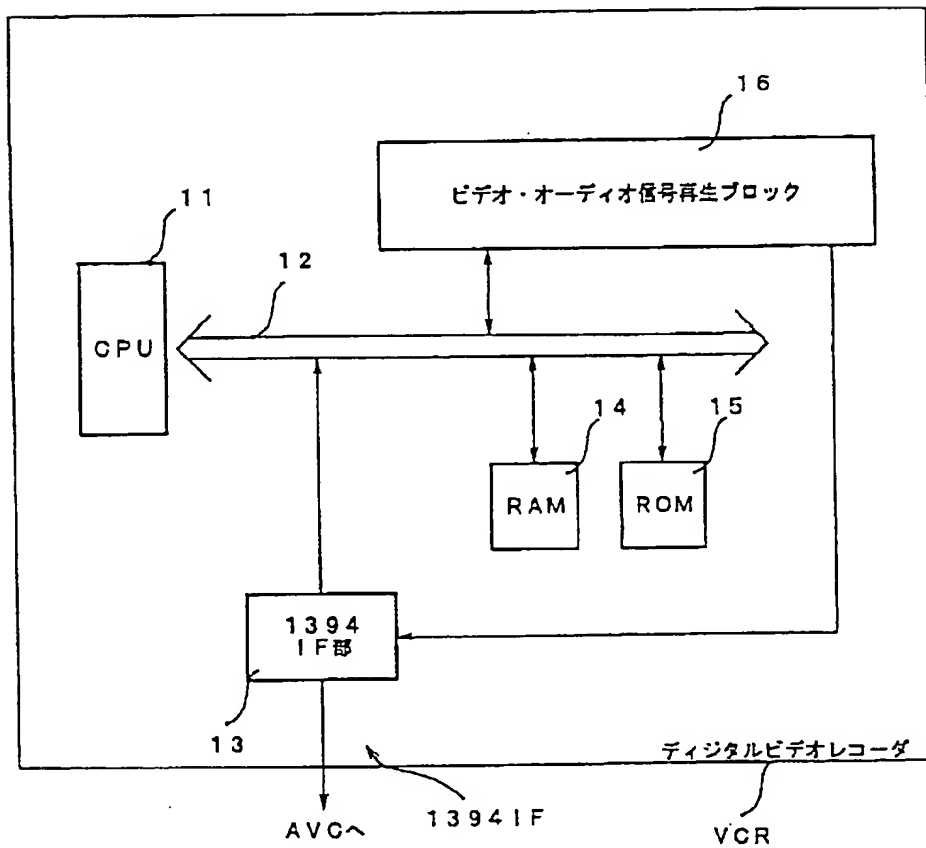 16
ビデオ・オーディオ信号再生ブロック
11
12
CPU
14
15
RAM
ROM
1394
IF部
13
ディジタルビデオレコーダ
1394IF
AVCへ
VCR